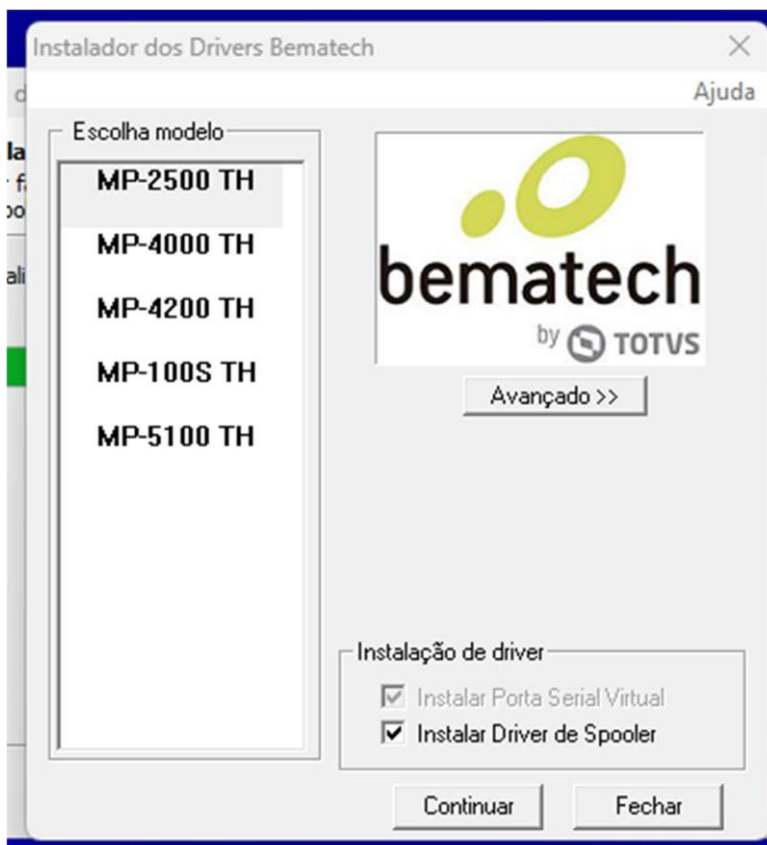 Instalador dos Drivers Bematech
Ajuda
Escolha modelo
MP-2500 TH
MP-4000 TH
MP-4200 TH
MP-100S TH
MP-5100 TH
bematech
by TOTVS
Avançado >>
Instalação de driver
Instalar Porta Serial Virtual
Instalar Driver de Spooler
Continuar
Fechar